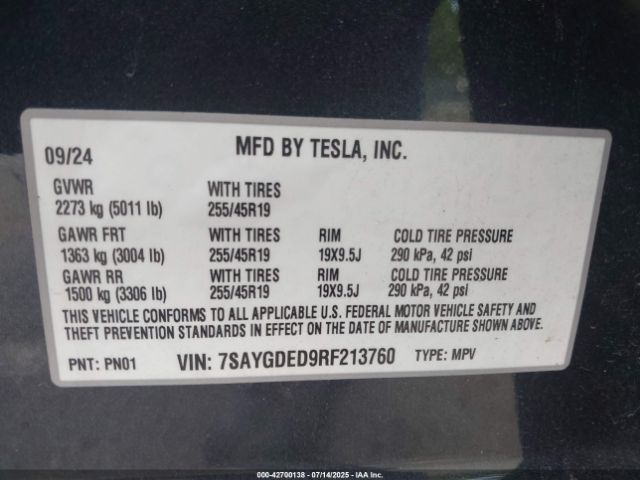 09/24 MFD BY TESLA, INC.
GVWR WITH TIRES
2273 kg (5011 lb) 255/45R19
GAWR FRT WITH TIRES RIM COLD TIRE PRESSURE
1363 kg (3004 lb) 255/45R19 19X9.5J 290 kPa, 42 psi
GAWR RR WITH TIRES RIM COLD TIRE PRESSURE
1500 kg (3306 lb) 255/45R19 19X9.5J 290 kPa, 42 psi
THIS VEHICLE CONFORMS TO ALL APPLICABLE U.S. FEDERAL MOTOR VEHICLE SAFETY AND
THEFT PREVENTION STANDARDS IN EFFECT ON THE DATE OF MANUFACTURE SHOWN ABOVE.
PNT: PN01 VIN: 7SAYGDED9RF213760 TYPE: MPV
000-42700138 - 07/14/2025 - IAA Inc.